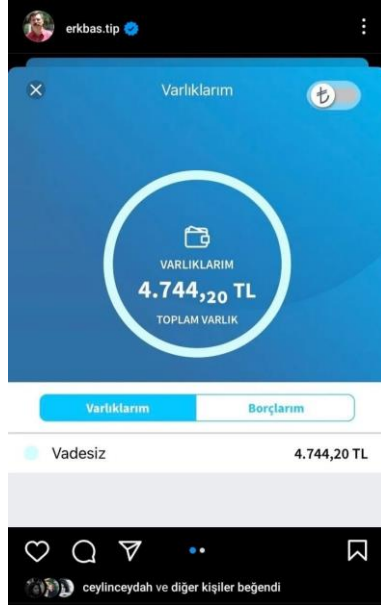 erkbas.tip
Varlıklarım
₺
VARLIKLARIM
4.744,20 TL
TOPLAM VARLIK
Varlıklarım
Borçlarım
Vadesiz
4.744,20 TL
ceylinceydah ve diğer kişiler beğendi